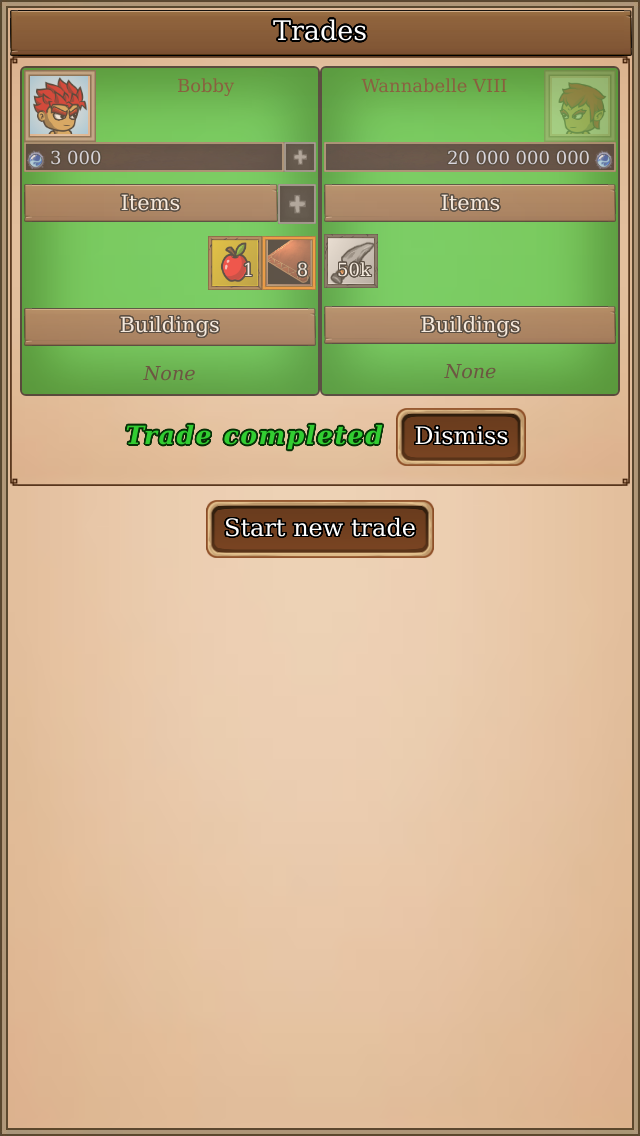 Trades
Bobby
Wannabelle VIII
3 000
20 000 000 000
Items
Items
1
8
50k
Buildings
Buildings
None
None
Trade completed
Dismiss
Start new trade